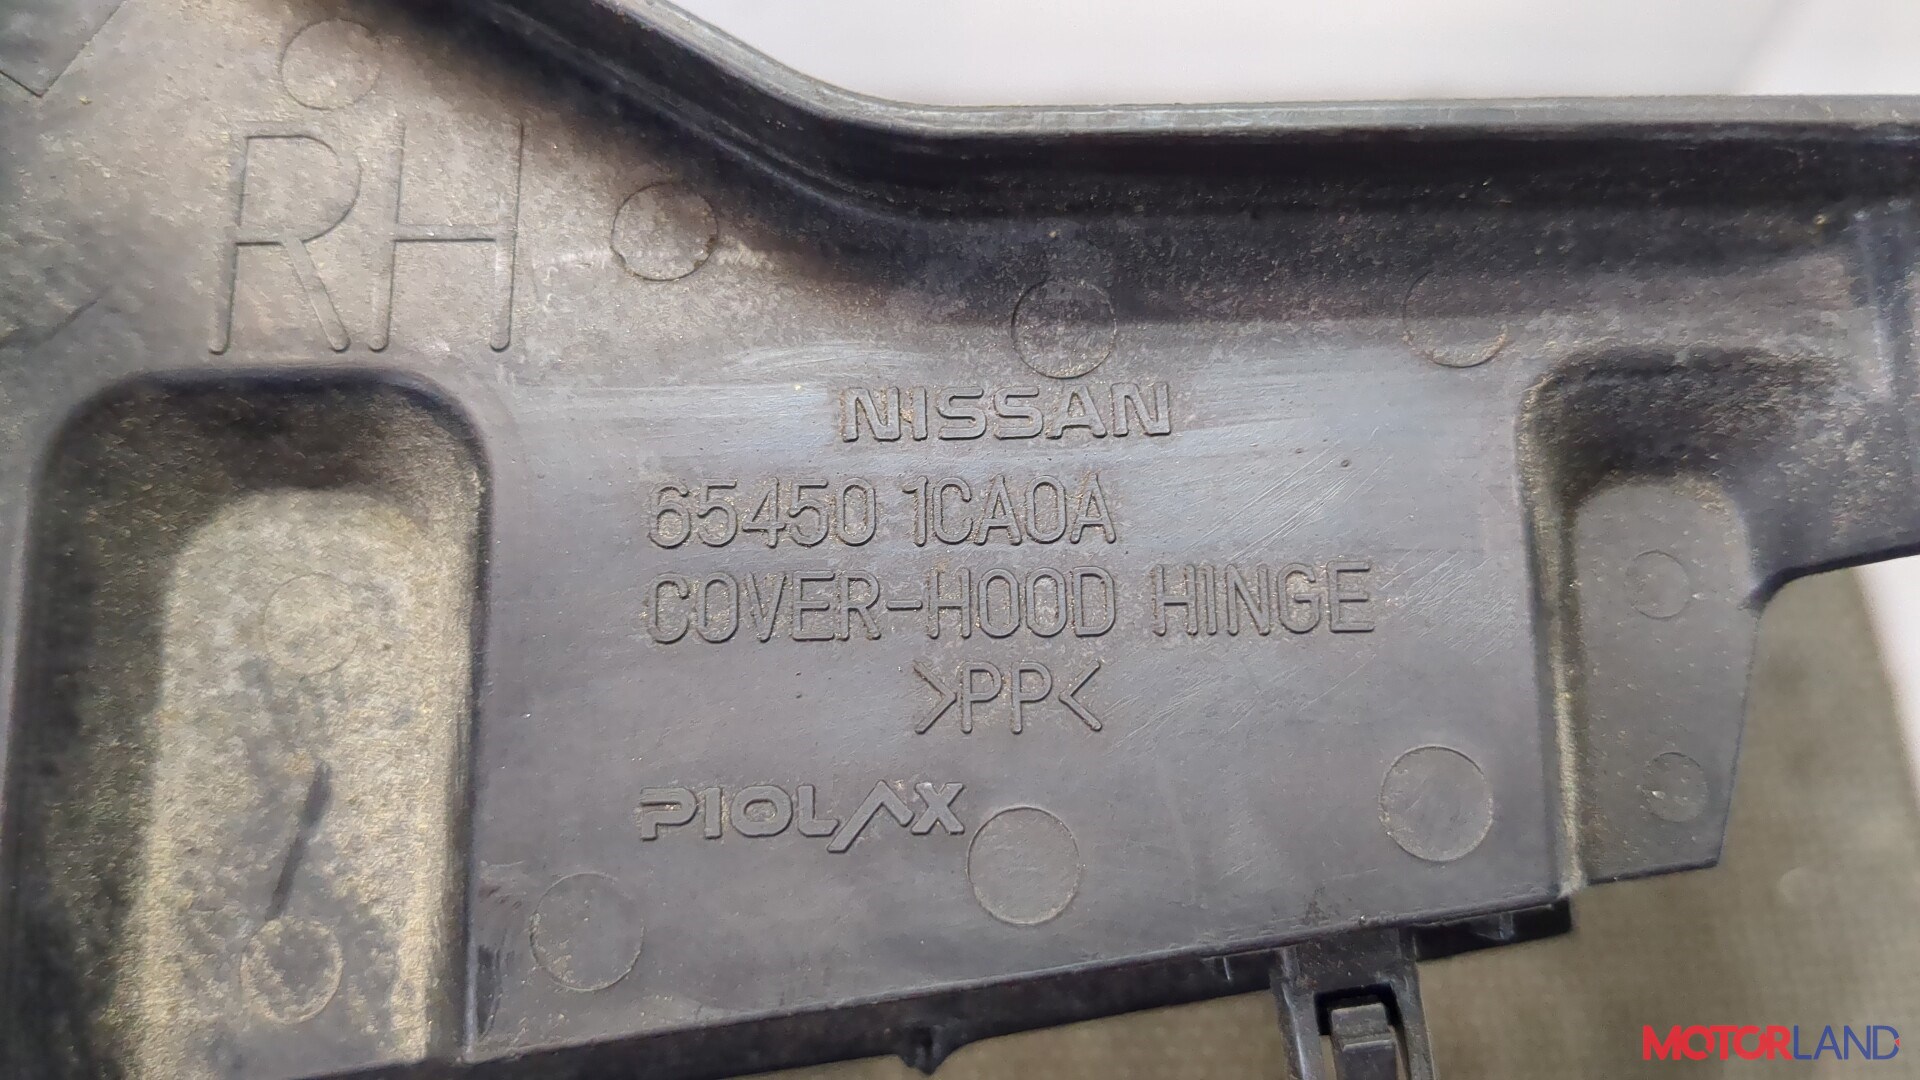 RH
NISSAN
65450 1CA0A
COVER-HOOD HINGE
>PP<
PIOLAX
MOTORLAND